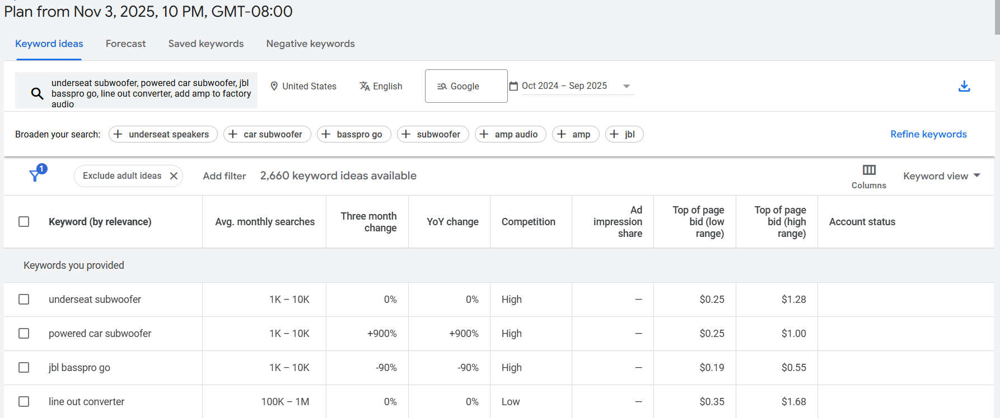 Plan from Nov 3, 2025, 10 PM, GMT-08:00
Keyword ideas Forecast Saved keywords Negative keywords
underseat subwoofer, powered car subwoofer, jbl
basspro go, line out converter, add amp to factory
audio
United States English Google Oct 2024 – Sep 2025
Broaden your search: underseat speakers car subwoofer basspro go subwoofer amp audio amp jbl Refine keywords
1
Exclude adult ideas Add filter 2,660 keyword ideas available Columns Keyword view
Keyword (by relevance) Avg. monthly searches Three month change YoY change Competition Ad impression share Top of page bid (low range) Top of page bid (high range) Account status
Keywords you provided
underseat subwoofer 1K – 10K 0% 0% High — $0.25 $1.28
powered car subwoofer 1K – 10K +900% +900% High — $0.25 $1.00
jbl basspro go 1K – 10K -90% -90% High — $0.19 $0.55
line out converter 100K – 1M 0% 0% Low — $0.35 $1.68